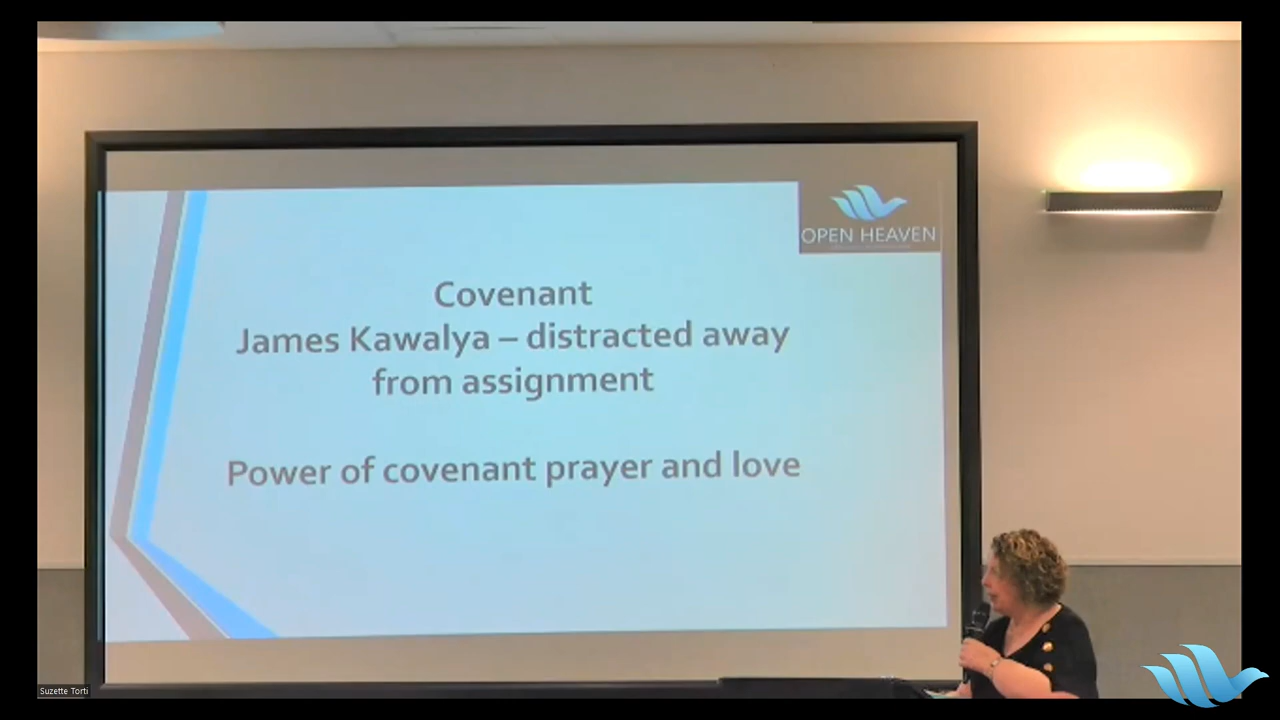 OPEN HEAVEN
Covenant
James Kawalya – distracted away
from assignment
Power of covenant prayer and love
Suzette Torti